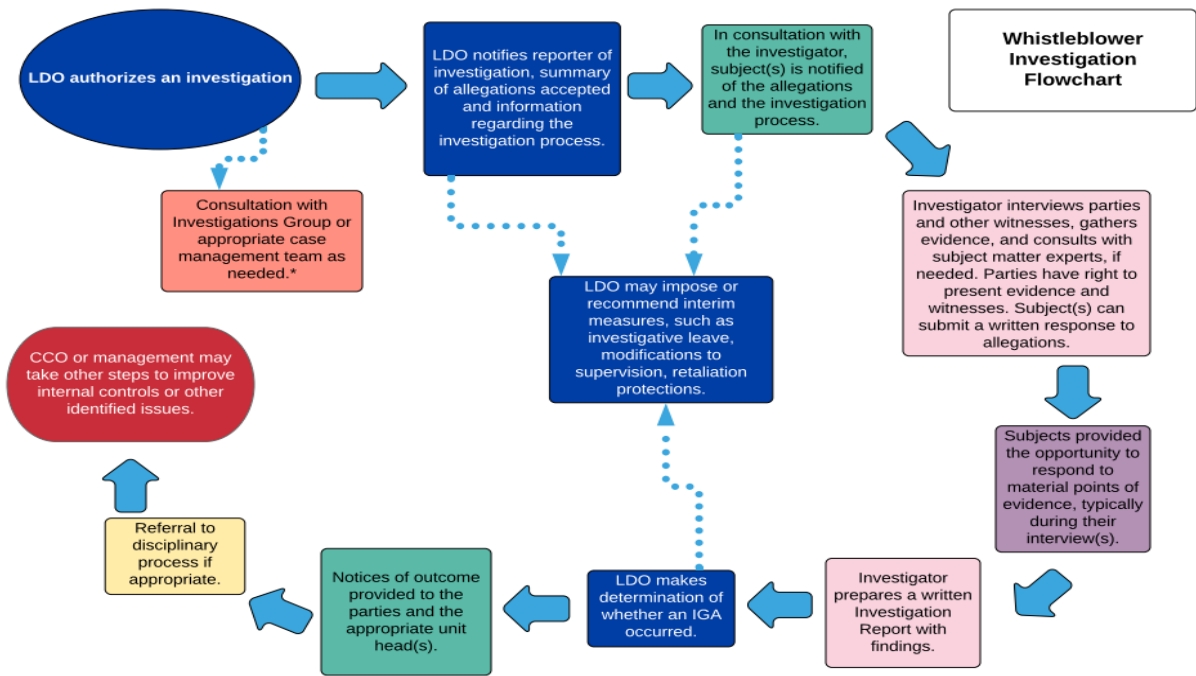 Whistleblower
Investigation
Flowchart
LDO authorizes an investigation
LDO notifies reporter of
investigation, summary
of allegations accepted
and information
regarding the
investigation process.
In consultation with
the investigator,
subject(s) is notified
of the allegations
and the investigation
process.
Consultation with
Investigations Group or
appropriate case
management team as
needed.*
Investigator interviews parties
and other witnesses, gathers
evidence, and consults with
subject matter experts, if
needed. Parties have right to
present evidence and
witnesses. Subject(s) can
submit a written response to
allegations.
LDO may impose or
recommend interim
measures, such as
investigative leave,
modifications to
supervision, retaliation
protections.
CCO or management may
take other steps to improve
internal controls or other
identified issues.
Subjects provided
the opportunity to
respond to
material points of
evidence, typically
during their
interview(s).
Referral to
disciplinary
process if
appropriate.
Notices of outcome
provided to the
parties and the
appropriate unit
head(s).
LDO makes
determination of
whether an IGA
occurred.
Investigator
prepares a written
Investigation
Report with
findings.